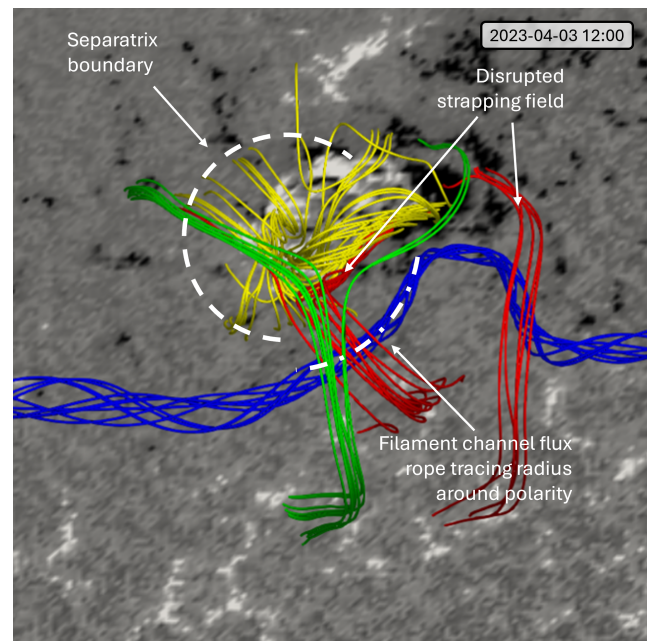 2023-04-03 12:00
Separatrix
boundary
Disrupted
strapping field
Filament channel flux
rope tracing radius
around polarity